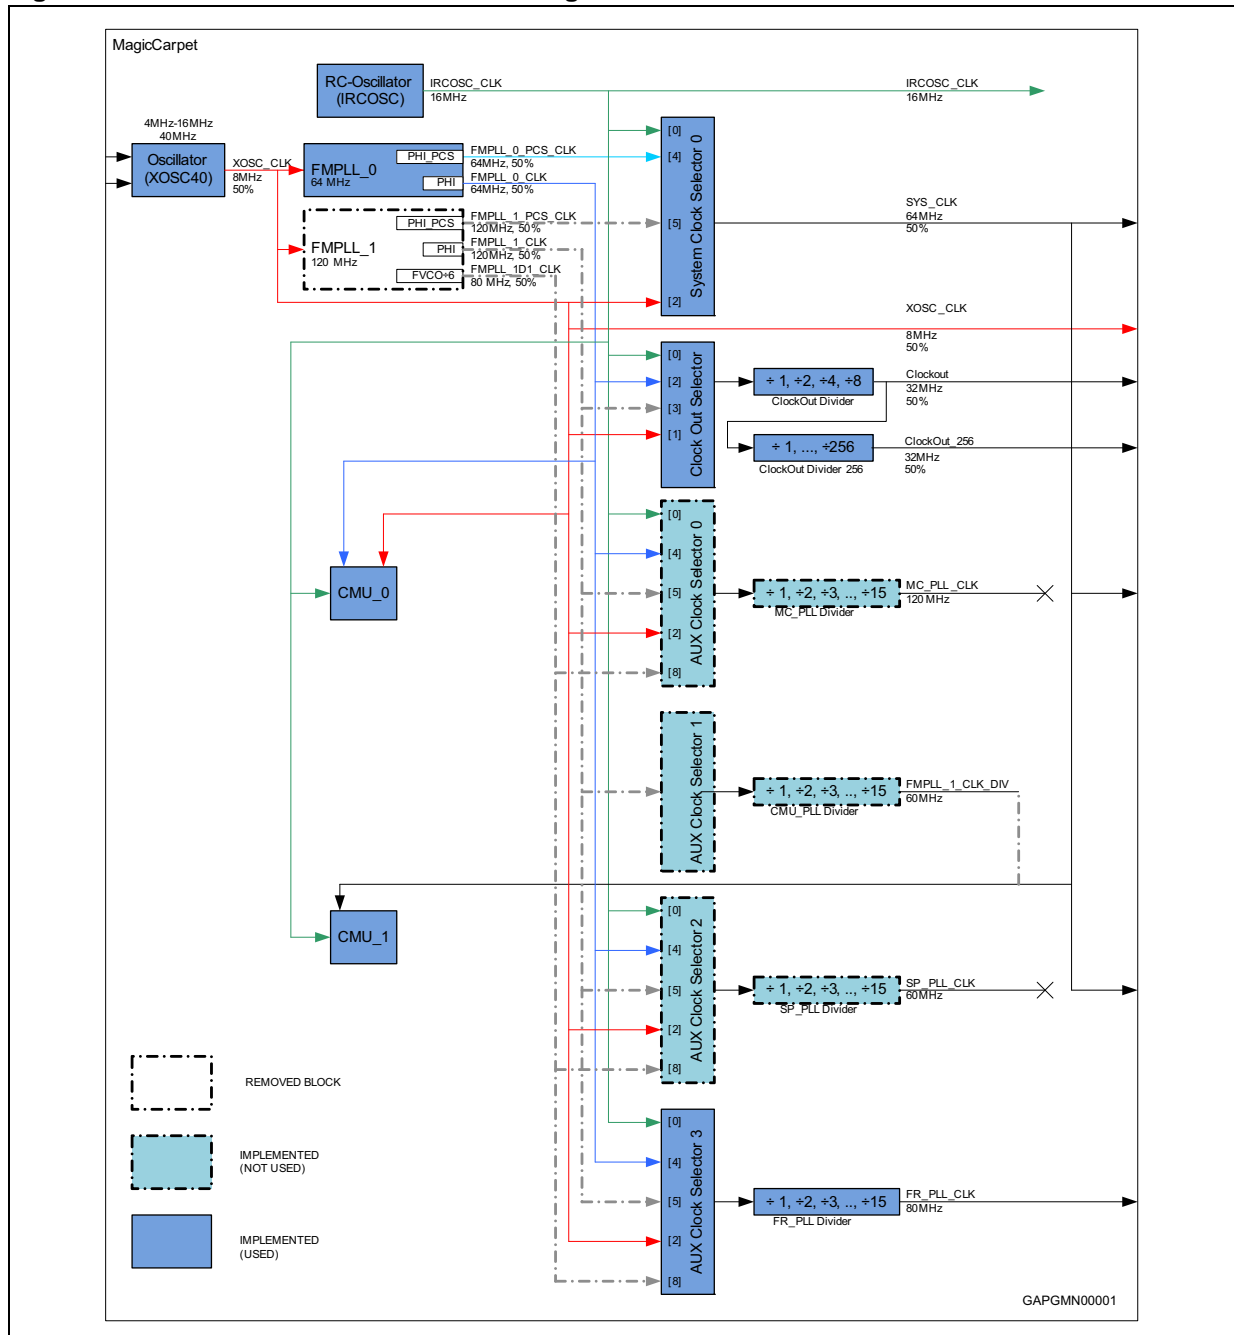 MagicCarpet
RC-Oscillator
(IRCOSC)
IRCOSC_CLK
16MHz
IRCOSC_CLK
16MHz
4MHz-16MHz
40MHz
Oscillator
(XOSC40)
XOSC_CLK
8MHz
50%
FMPLL_0
64 MHz
PHI_PCS
PHI
FMPLL_0_PCS_CLK
64MHz, 50%
FMPLL_0_CLK
64MHz, 50%
FMPLL_1
120 MHz
PHI_PCS
PHI
FVCO÷6
FMPLL_1_PCS_CLK
120MHz, 50%
FMPLL_1_CLK
120MHz, 50%
FMPLL_1D1_CLK
80 MHz, 50%
[0]
[4]
[5]
[2]
System Clock Selector 0
SYS_CLK
64MHz
50%
XOSC_CLK
8MHz
50%
[0]
[2]
[3]
[1]
Clock Out Selector
÷ 1, ÷2, ÷4, ÷8
ClockOut Divider
Clockout
32MHz
50%
÷ 1, ..., ÷256
ClockOut Divider 256
ClockOut_256
32MHz
50%
CMU_0
[0]
[4]
[5]
[2]
[8]
AUX Clock Selector 0
÷ 1, ÷2, ÷3, .., ÷15
MC_PLL Divider
MC_PLL_CLK
120MHz
AUX Clock Selector 1
÷ 1, ÷2, ÷3, .., ÷15
CMU_PLL Divider
FMPLL_1_CLK_DIV
60MHz
CMU_1
[0]
[4]
[5]
[2]
[8]
AUX Clock Selector 2
÷ 1, ÷2, ÷3, .., ÷15
SP_PLL Divider
SP_PLL_CLK
60MHz
[0]
[4]
[5]
[2]
[8]
AUX Clock Selector 3
÷ 1, ÷2, ÷3, .., ÷15
FR_PLL Divider
FR_PLL_CLK
80MHz
REMOVED BLOCK
IMPLEMENTED
(NOT USED)
IMPLEMENTED
(USED)
GAPGMN00001